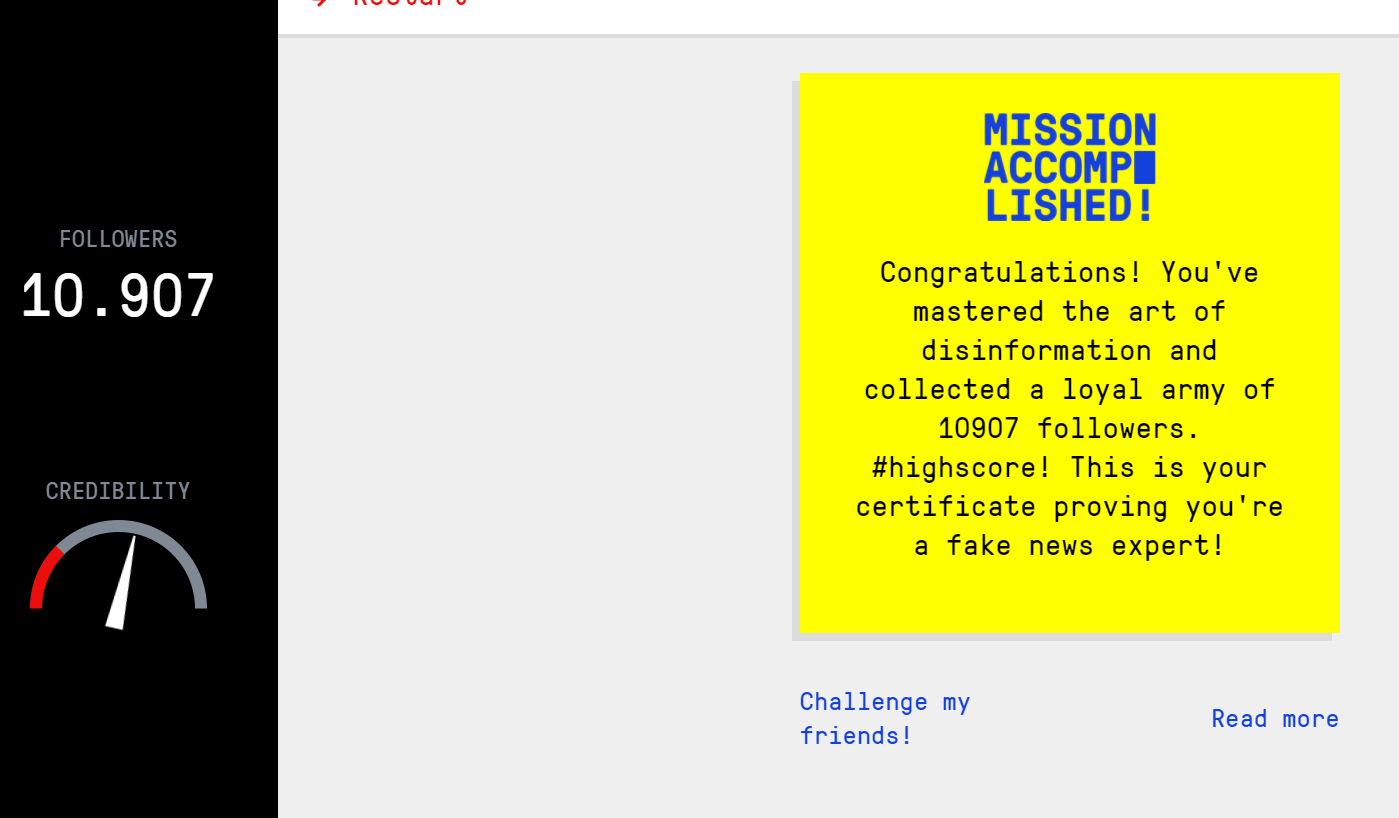 Restart
FOLLOWERS
10.907
CREDIBILITY
MISSION
ACCOMP
LISHED!
Congratulations! You've
mastered the art of
disinformation and
collected a loyal army of
10907 followers.
#highscore! This is your
certificate proving you're
a fake news expert!
Challenge my
friends!
Read more